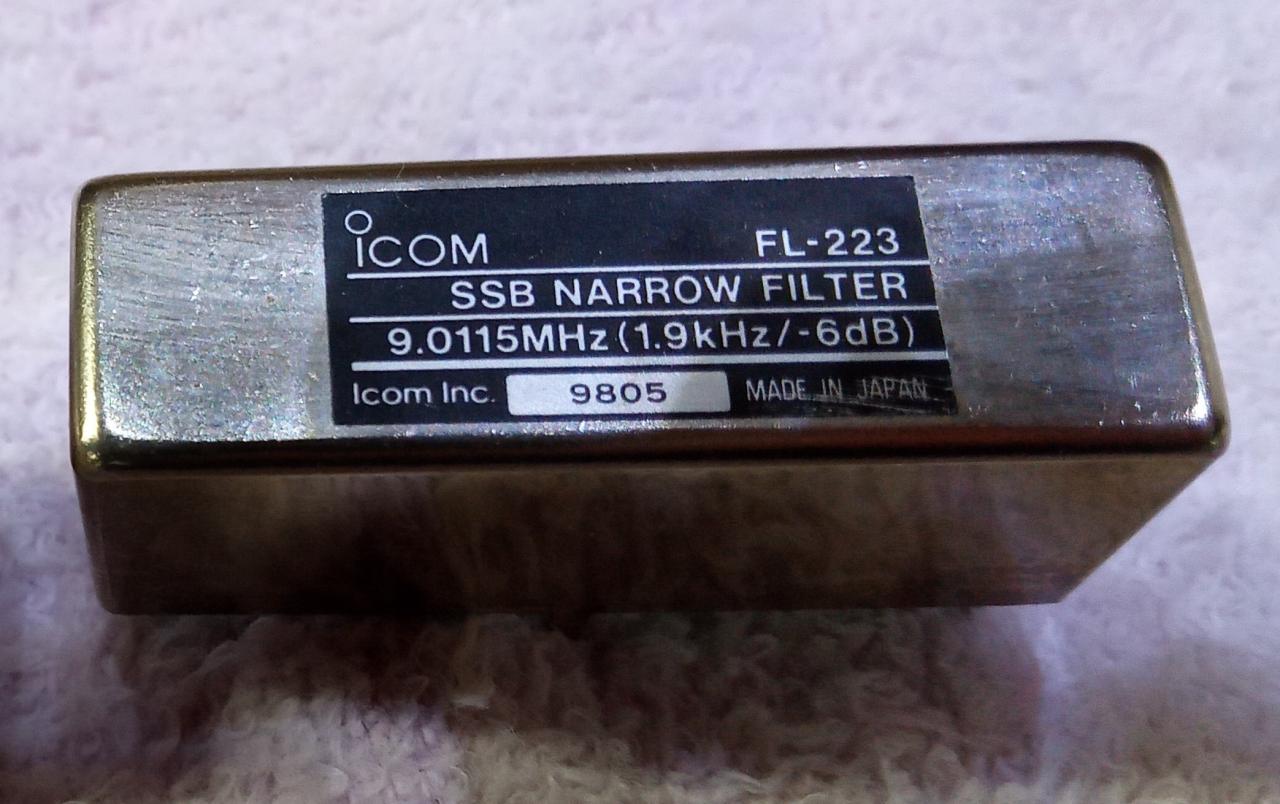 ICOM FL-223
SSB NARROW FILTER
9.0115MHz (1.9kHz/-6dB)
Icom Inc. 9805 MADE IN JAPAN